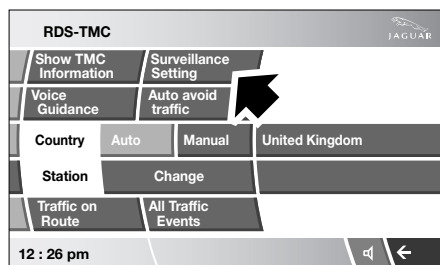 RDS-TMC
JAGUAR
Show TMC Information
Surveillance Setting
Voice Guidance
Auto avoid traffic
Country
Auto
Manual
United Kingdom
Station
Change
Traffic on Route
All Traffic Events
12 : 26 pm